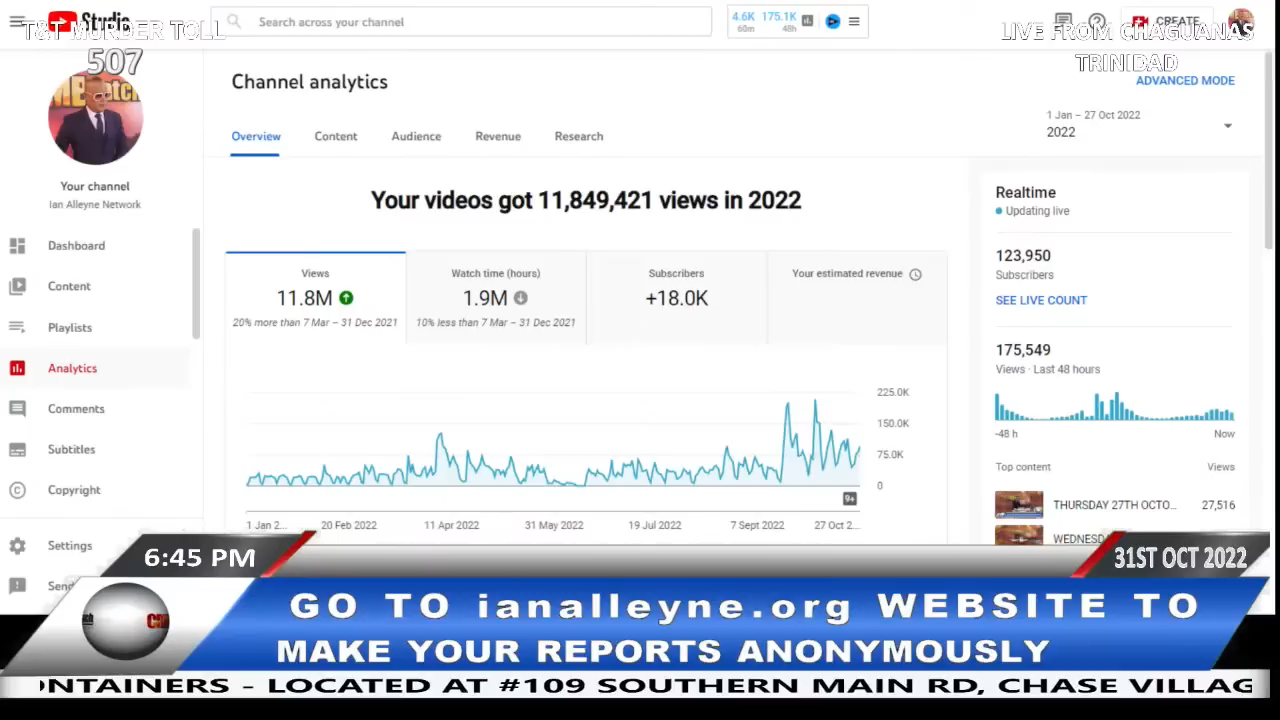 Studio
T&T MURDER TOLL
507
Search across your channel
4.6K 175.1K
60m 48h
CREATE
LIVE FROM CHAGUANAS
TRINIDAD
Channel analytics
ADVANCED MODE
Overview Content Audience Revenue Research
1 Jan – 27 Oct 2022
2022
Your channel
Ian Alleyne Network
Dashboard
Content
Playlists
Analytics
Comments
Subtitles
Copyright
Settings
Send
Your videos got 11,849,421 views in 2022
Views
11.8M
20% more than 7 Mar – 31 Dec 2021
Watch time (hours)
1.9M
10% less than 7 Mar – 31 Dec 2021
Subscribers
+18.0K
Your estimated revenue
225.0K
150.0K
75.0K
0
9+
1 Jan 2... 20 Feb 2022 11 Apr 2022 31 May 2022 19 Jul 2022 7 Sept 2022 27 Oct 2...
Realtime
Updating live
123,950
Subscribers
SEE LIVE COUNT
175,549
Views · Last 48 hours
-48 h Now
Top content Views
THURSDAY 27TH OCTO... 27,516
WEDNESD
6:45 PM
31ST OCT 2022
GO TO ianalleyne.org WEBSITE TO
MAKE YOUR REPORTS ANONYMOUSLY
ONTAINERS - LOCATED AT #109 SOUTHERN MAIN RD, CHASE VILLAG